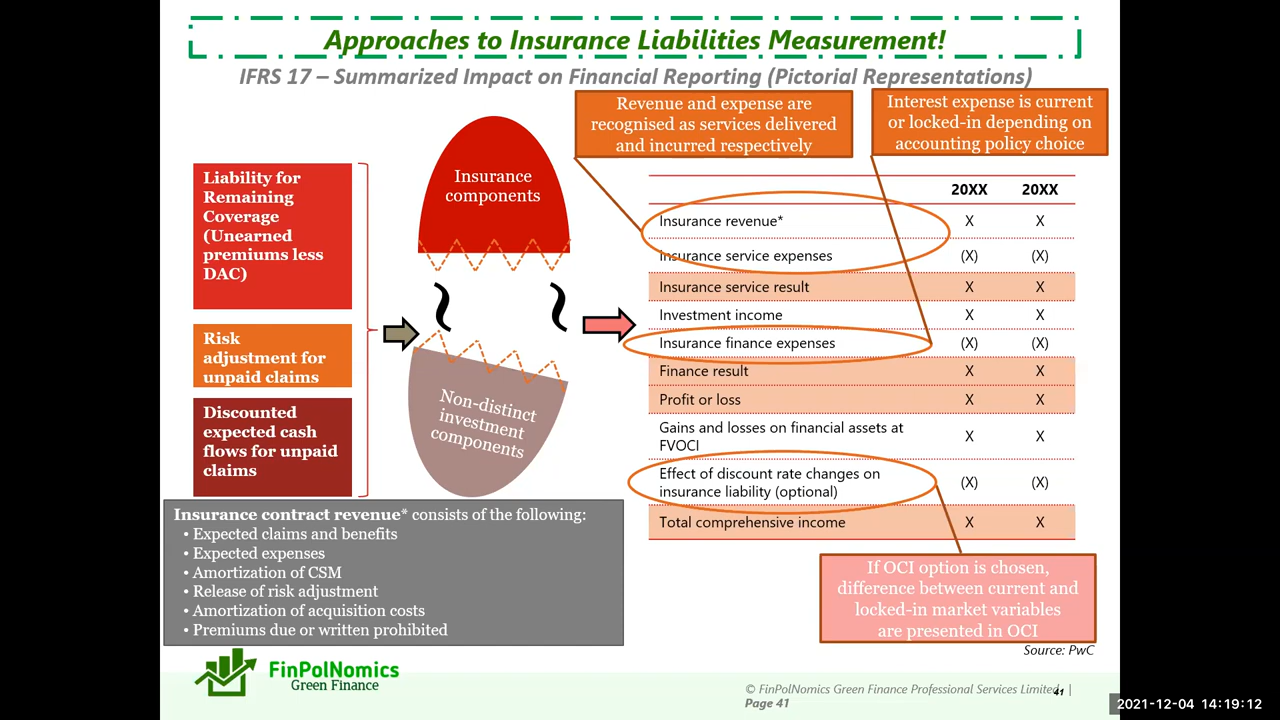 Approaches to Insurance Liabilities Measurement!
IFRS 17 – Summarized Impact on Financial Reporting (Pictorial Representations)
Revenue and expense are
recognised as services delivered
and incurred respectively
Interest expense is current
or locked-in depending on
accounting policy choice
Liability for
Remaining
Coverage
(Unearned
premiums less
DAC)
Risk
adjustment for
unpaid claims
Discounted
expected cash
flows for unpaid
claims
Insurance
components
Non-distinct
investment
components
20XX 20XX
Insurance revenue* X X
Insurance service expenses (X) (X)
Insurance service result X X
Investment income X X
Insurance finance expenses (X) (X)
Finance result X X
Profit or loss X X
Gains and losses on financial assets at
FVOCI X X
Effect of discount rate changes on
insurance liability (optional) (X) (X)
Total comprehensive income X X
Insurance contract revenue* consists of the following:
• Expected claims and benefits
• Expected expenses
• Amortization of CSM
• Release of risk adjustment
• Amortization of acquisition costs
• Premiums due or written prohibited
If OCI option is chosen,
difference between current and
locked-in market variables
are presented in OCI
Source: PwC
FinPolNomics
Green Finance
© FinPolNomics Green Finance Professional Services Limited |
Page 41
41
2021-12-04 14:19:12